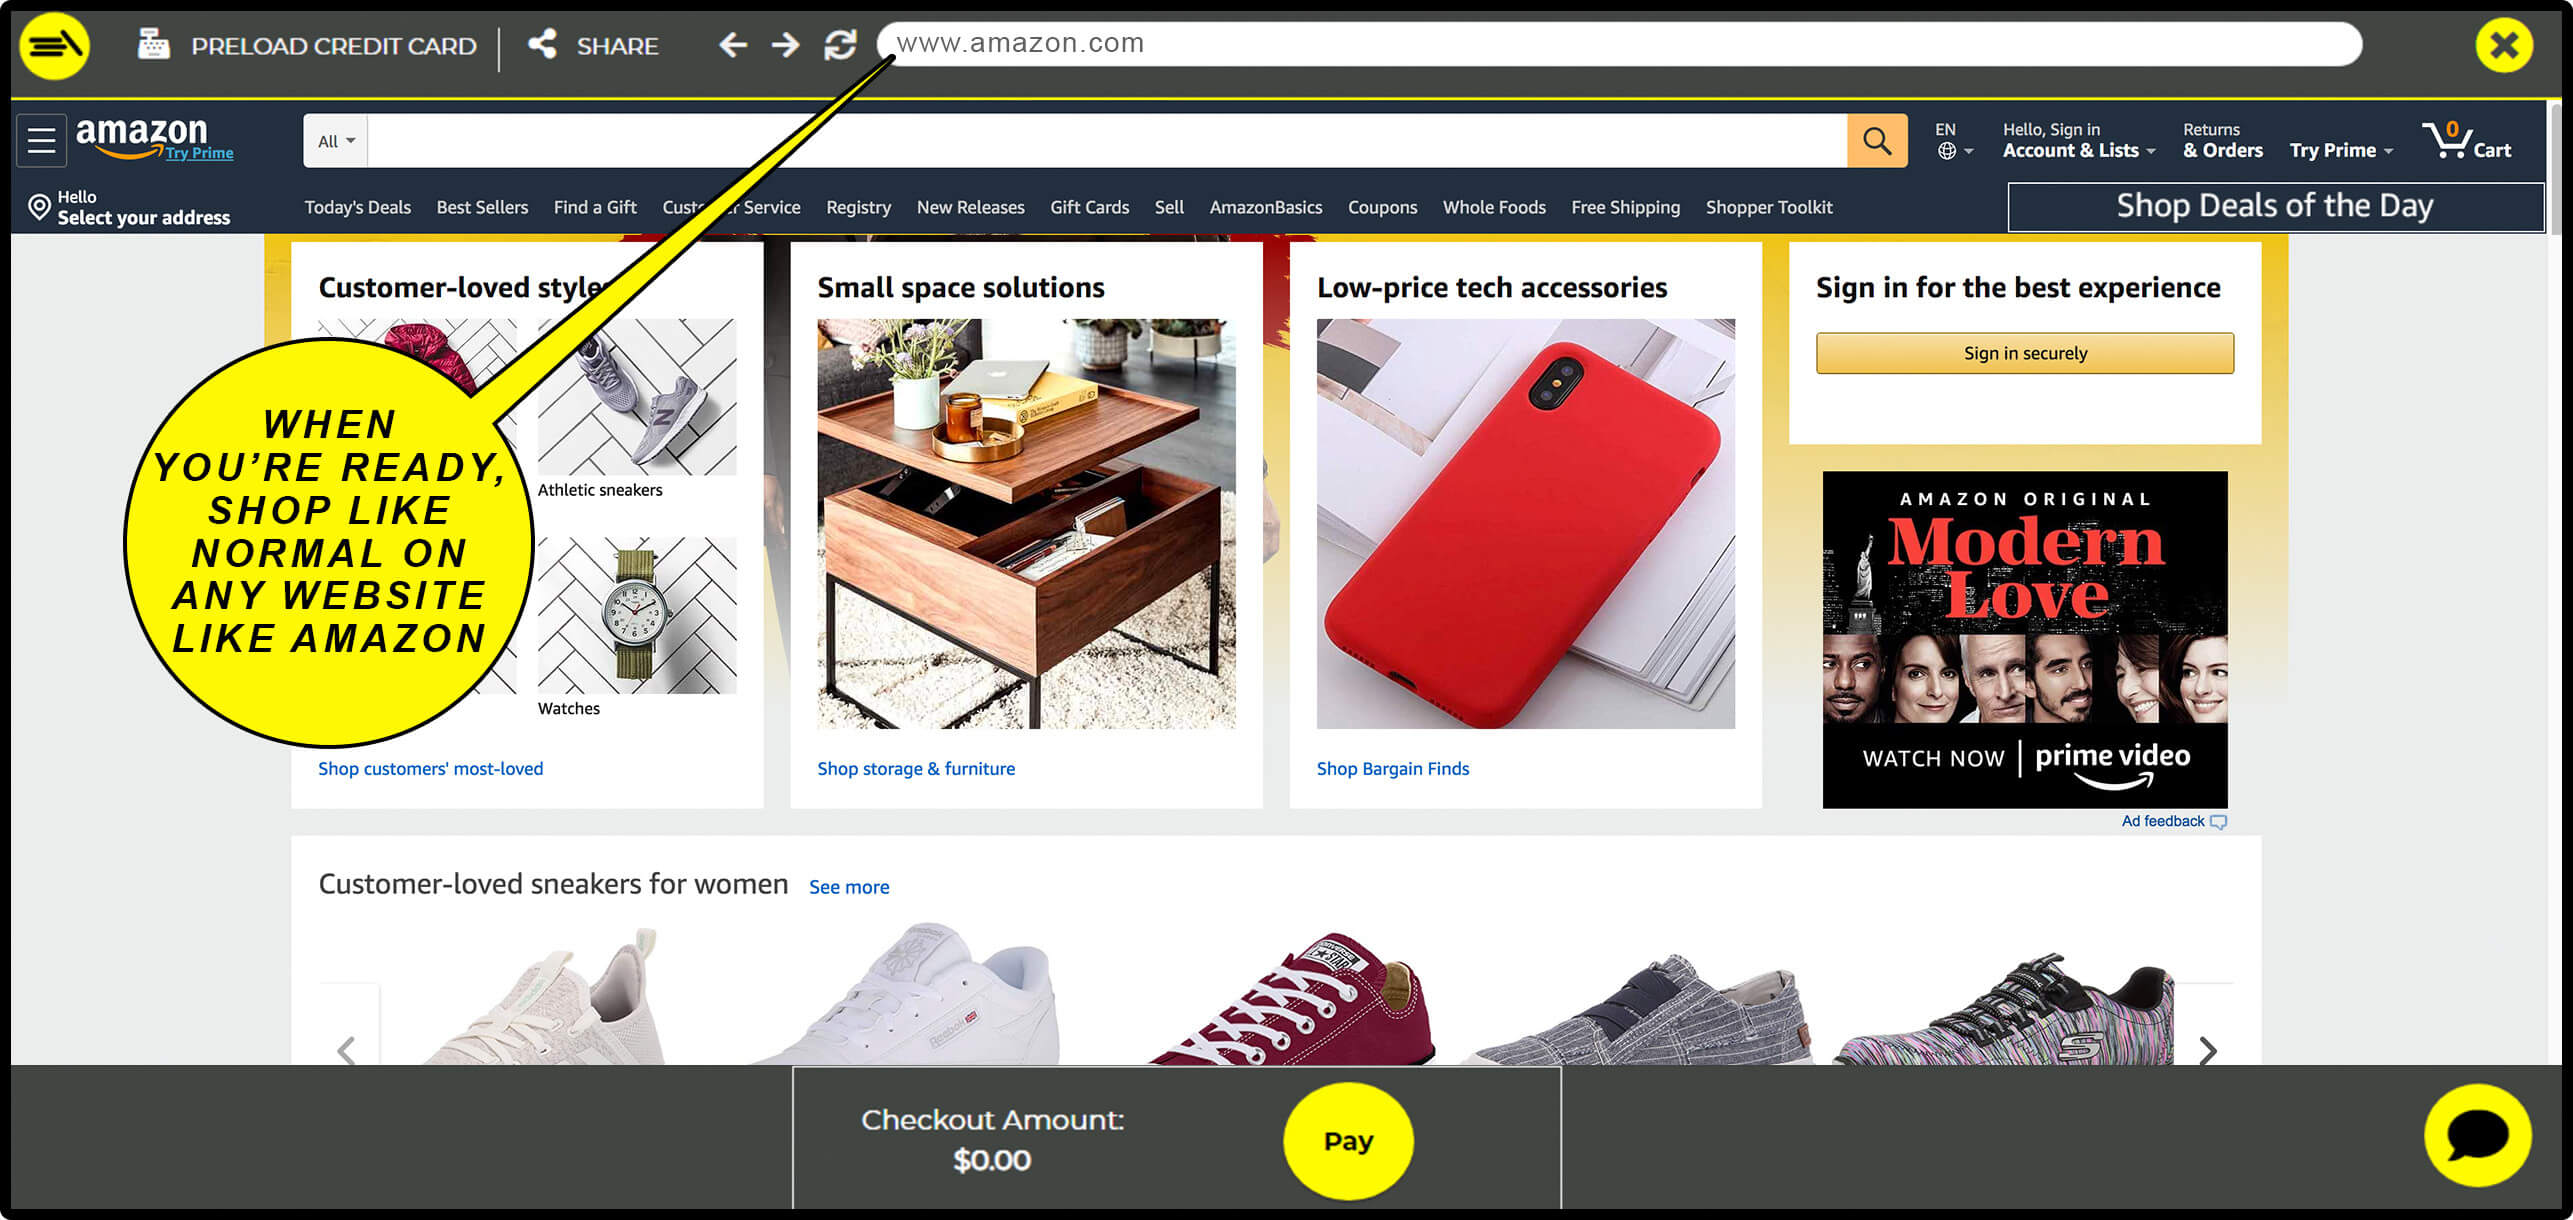 PRELOAD CREDIT CARD
SHARE
www.amazon.com
amazon
Try Prime
All
EN
Hello, Sign in
Account & Lists
Returns
& Orders
Try Prime
0
Cart
Hello
Select your address
Today's Deals
Best Sellers
Find a Gift
Customer Service
Registry
New Releases
Gift Cards
Sell
AmazonBasics
Coupons
Whole Foods
Free Shipping
Shopper Toolkit
Shop Deals of the Day
Customer-loved styles
Small space solutions
Low-price tech accessories
Sign in for the best experience
Sign in securely
WHEN
YOU'RE READY,
SHOP LIKE
NORMAL ON
ANY WEBSITE
LIKE AMAZON
Athletic sneakers
Watches
AMAZON ORIGINAL
Modern
Love
WATCH NOW
prime video
Ad feedback
Shop customers' most-loved
Shop storage & furniture
Shop Bargain Finds
Customer-loved sneakers for women
See more
Reebok
Reebok
Checkout Amount:
$0.00
Pay